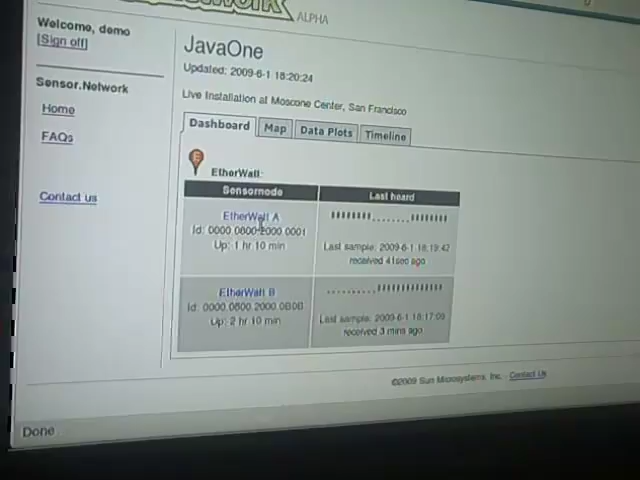 ALPHA
Welcome, demo
[Sign off]
Sensor.Network
Home
FAQs
Contact us
JavaOne
Updated: 2009-6-1 18:20:24
Live Installation at Moscone Center, San Francisco
Dashboard Map Data Plots Timeline
E
EtherWall:
Sensornode Last heard
EtherWall A
Id: 0000.0600.2000.0001
Up: 1 hr 10 min
Last sample: 2009-6-1 18:19:42
received 41sec ago
EtherWall B
Id: 0000.0600.2000.000B
Up: 2 hr 10 min
Last sample: 2009-6-1 18:17:09
received 3 mins ago
©2009 Sun Microsystems, Inc. - Contact Us
Done